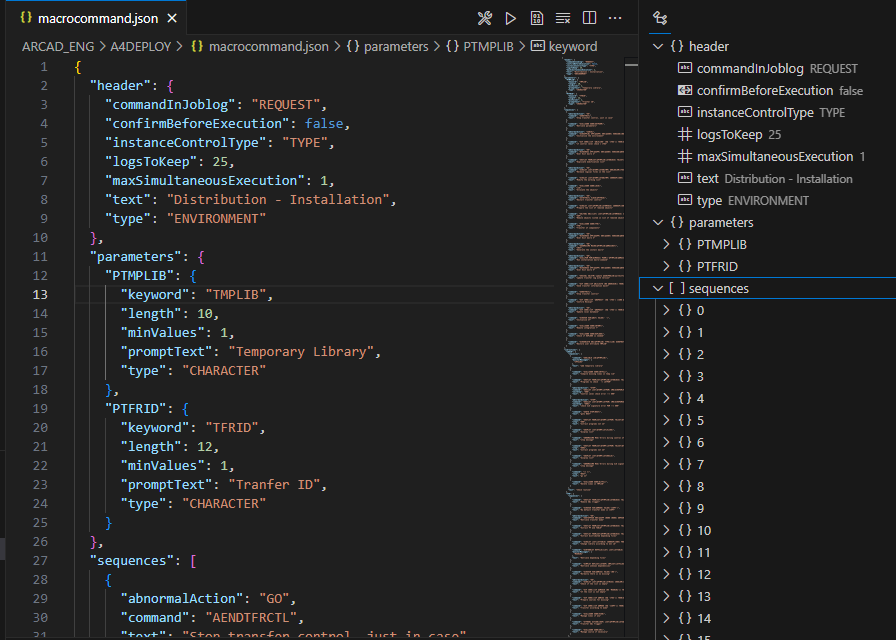 macrocommand.json
ARCAD_ENG > A4DEPLOY > {} macrocommand.json > {} parameters > {} PTMPLIB > keyword
1 {
2 "header": {
3 "commandInJoblog": "REQUEST",
4 "confirmBeforeExecution": false,
5 "instanceControlType": "TYPE",
6 "logsToKeep": 25,
7 "maxSimultaneousExecution": 1,
8 "text": "Distribution - Installation",
9 "type": "ENVIRONMENT"
10 },
11 "parameters": {
12 "PTMPLIB": {
13 "keyword": "TMPLIB",
14 "length": 10,
15 "minValues": 1,
16 "promptText": "Temporary Library",
17 "type": "CHARACTER"
18 },
19 "PTFRID": {
20 "keyword": "TFRID",
21 "length": 12,
22 "minValues": 1,
23 "promptText": "Tranfer ID",
24 "type": "CHARACTER"
25 }
26 },
27 "sequences": [
28 {
29 "abnormalAction": "GO",
30 "command": "AENDTFRCTL",
31 "text": "Stop transfer control, just in case"
{} header
commandInJoblog REQUEST
confirmBeforeExecution false
instanceControlType TYPE
logsToKeep 25
maxSimultaneousExecution 1
text Distribution - Installation
type ENVIRONMENT
{} parameters
{} PTMPLIB
{} PTFRID
[ ] sequences
{} 0
{} 1
{} 2
{} 3
{} 4
{} 5
{} 6
{} 7
{} 8
{} 9
{} 10
{} 11
{} 12
{} 13
{} 14
{} 15